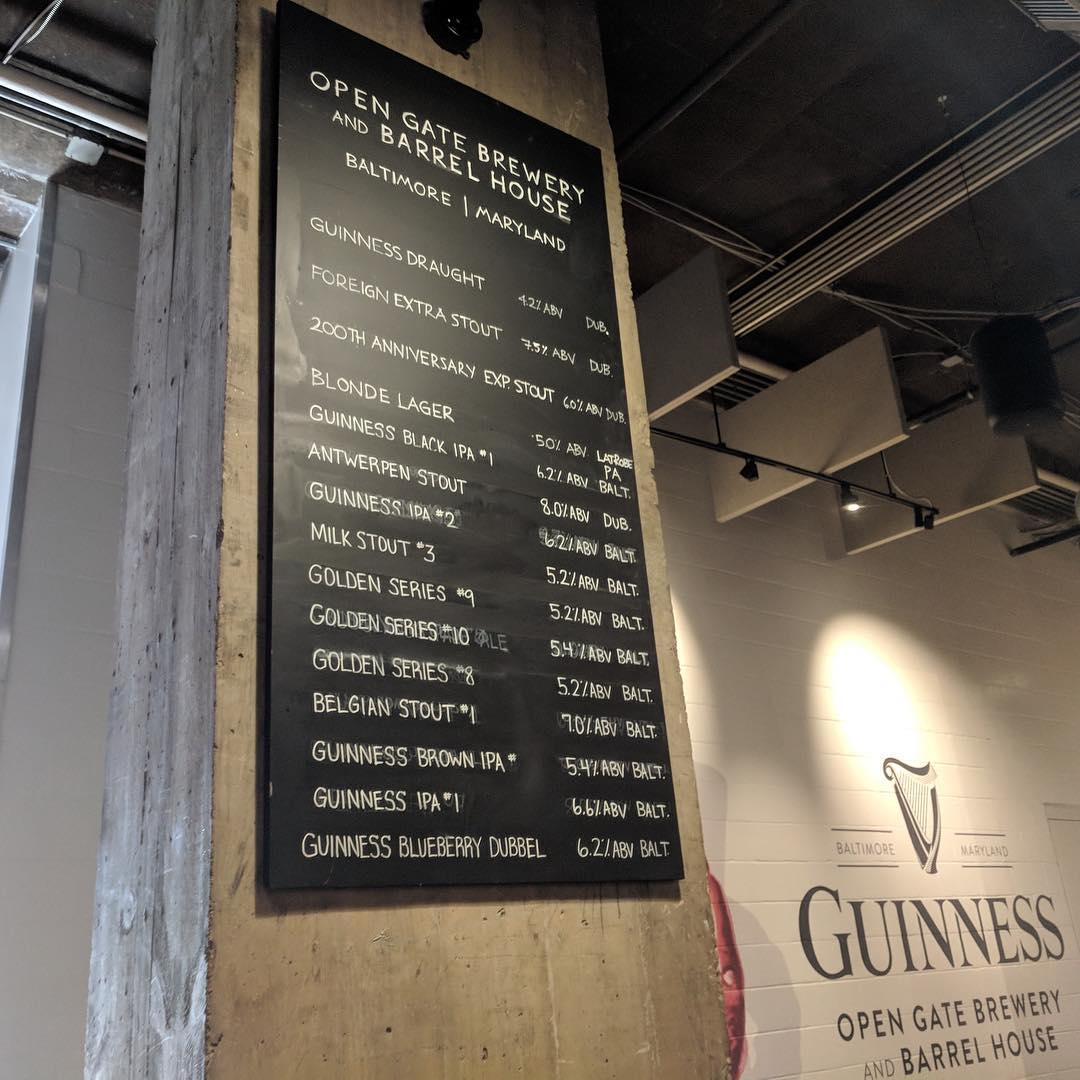 OPEN GATE BREWERY
AND BARREL HOUSE
BALTIMORE | MARYLAND
GUINNESS DRAUGHT 4.2% ABV DUB.
FOREIGN EXTRA STOUT 7.5% ABV DUB.
200TH ANNIVERSARY EXP. STOUT 6.0% ABV DUB.
BLONDE LAGER 5.0% ABV LATROBE PA
GUINNESS BLACK IPA #1 6.2% ABV BALT.
ANTWERPEN STOUT 8.0% ABV DUB.
GUINNESS IPA #2 6.2% ABV BALT.
MILK STOUT #3 5.2% ABV BALT.
GOLDEN SERIES #9 5.2% ABV BALT.
GOLDEN SERIES #10 5.4% ABV BALT.
GOLDEN SERIES #8 5.2% ABV BALT.
BELGIAN STOUT #1 7.0% ABV BALT.
GUINNESS BROWN IPA # 5.4% ABV BALT.
GUINNESS IPA #1 6.6% ABV BALT.
GUINNESS BLUEBERRY DUBBEL 6.2% ABV BALT.
BALTIMORE MARYLAND
GUINNESS
OPEN GATE BREWERY
AND BARREL HOUSE